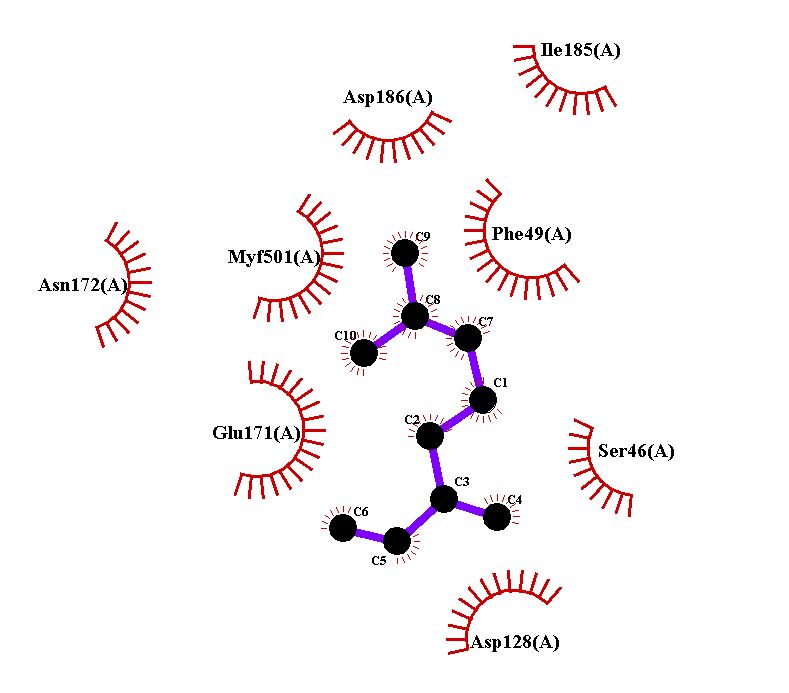 Ile185(A)
Asp186(A)
Phe49(A)
C9
Myf501(A)
Asn172(A)
C8
C7
C10
C1
C2
Glu171(A)
Ser46(A)
C3
C4
C6
C5
Asp128(A)